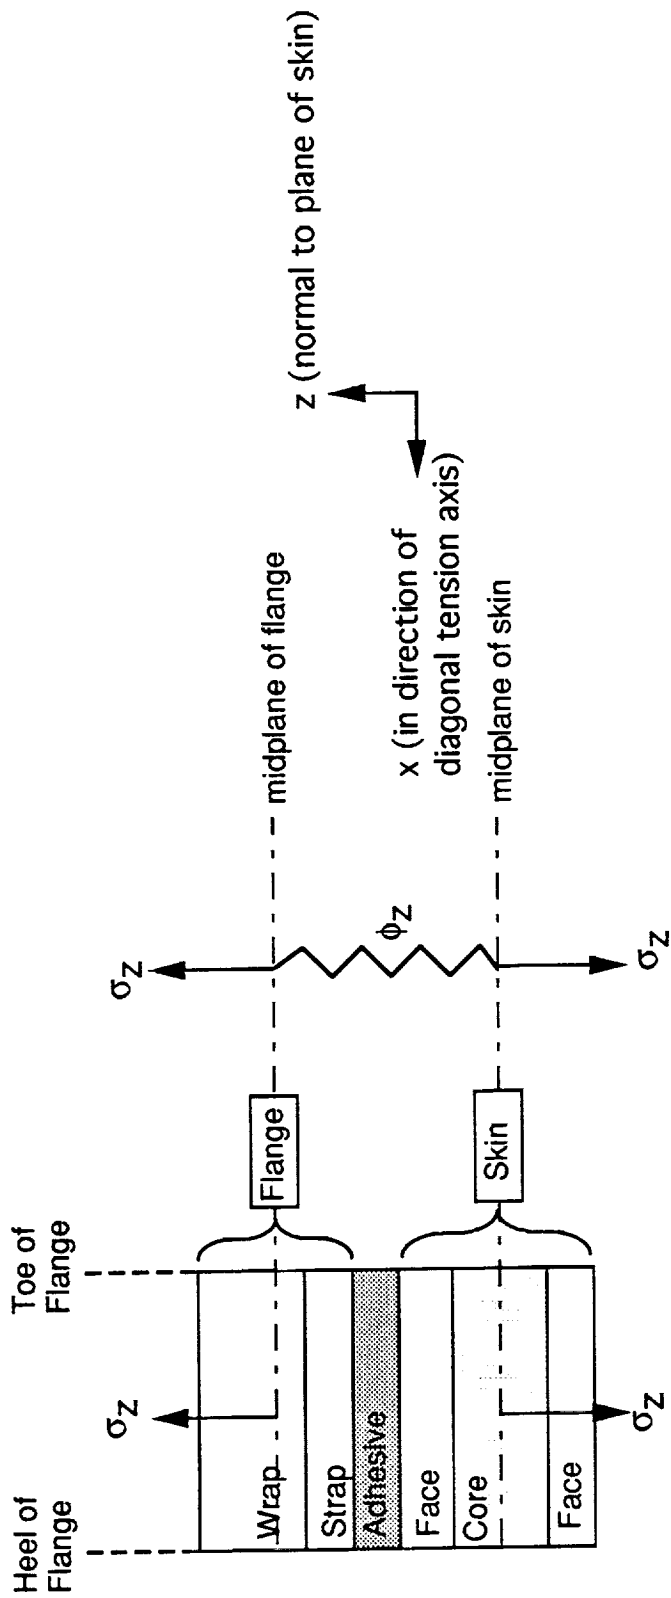 Heel of
Flange
Toe of
Flange
σz
Wrap
Strap
Adhesive
Face
Core
Face
σz
Flange
Skin
σz
ϕz
σz
midplane of flange
midplane of skin
z (normal to plane of skin)
x (in direction of
diagonal tension axis)